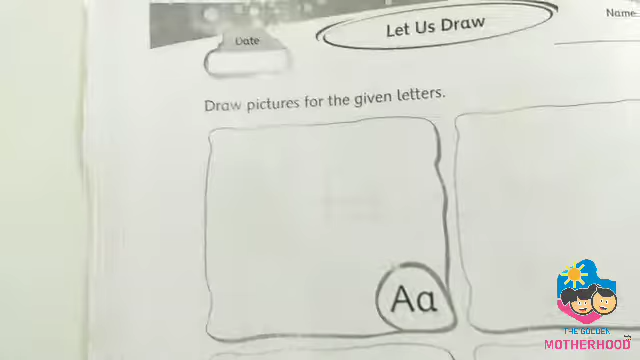 Let Us Draw
Name
Date
Draw pictures for the given letters.
Aa
THE GOLDEN
MOTHERHOOD